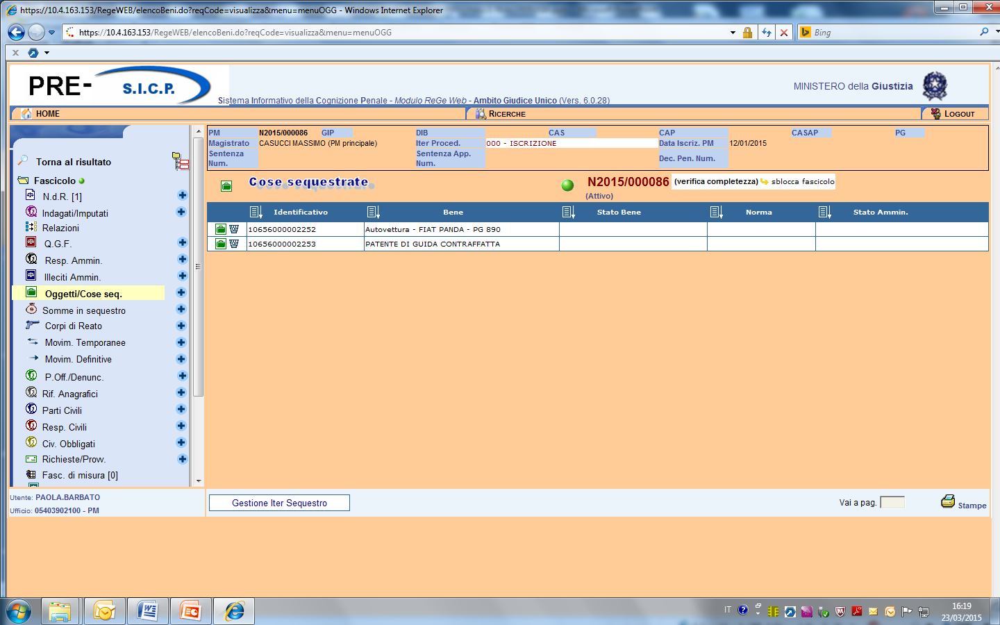 https://10.4.163.153/RegeWEB/elencoBeni.do?reqCode=visualizza&menu=menuOGG - Windows Internet Explorer
https://10.4.163.153/RegeWEB/elencoBeni.do?reqCode=visualizza&menu=menuOGG
Bing
PRE- S.I.C.P.
Sistema Informativo della Cognizione Penale - Modulo ReGe Web - Ambito Giudice Unico (Vers. 6.0.28)
MINISTERO della Giustizia
HOME RICERCHE LOGOUT
Torna al risultato
Fascicolo
N.d.R. [1]
Indagati/Imputati
Relazioni
Q.G.F.
Resp. Ammin.
Illeciti Ammin.
Oggetti/Cose seq.
Somme in sequestro
Corpi di Reato
Movim. Temporanee
Movim. Definitive
P.Off./Denunc.
Rif. Anagrafici
Parti Civili
Resp. Civili
Civ. Obbligati
Richieste/Provv.
Fasc. di misura [0]
PM N2015/000086 GIP DIB CAS CAP CASAP PG
Magistrato CASUCCI MASSIMO (PM principale) Iter Proced. 000 - ISCRIZIONE Data Iscriz. PM 12/01/2015
Sentenza Num. Sentenza App. Num. Dec. Pen. Num.
Cose sequestrate N2015/000086 (verifica completezza) sblocca fascicolo
(Attivo)
Identificativo Bene Stato Bene Norma Stato Ammin.
10656000002252 Autovettura - FIAT PANDA - PG 890
10656000002253 PATENTE DI GUIDA CONTRAFFATTA
Utente: PAOLA.BARBATO
Ufficio: 05403902100 - PM
Gestione Iter Sequestro Vai a pag. Stampe
IT 16:19
23/03/2015